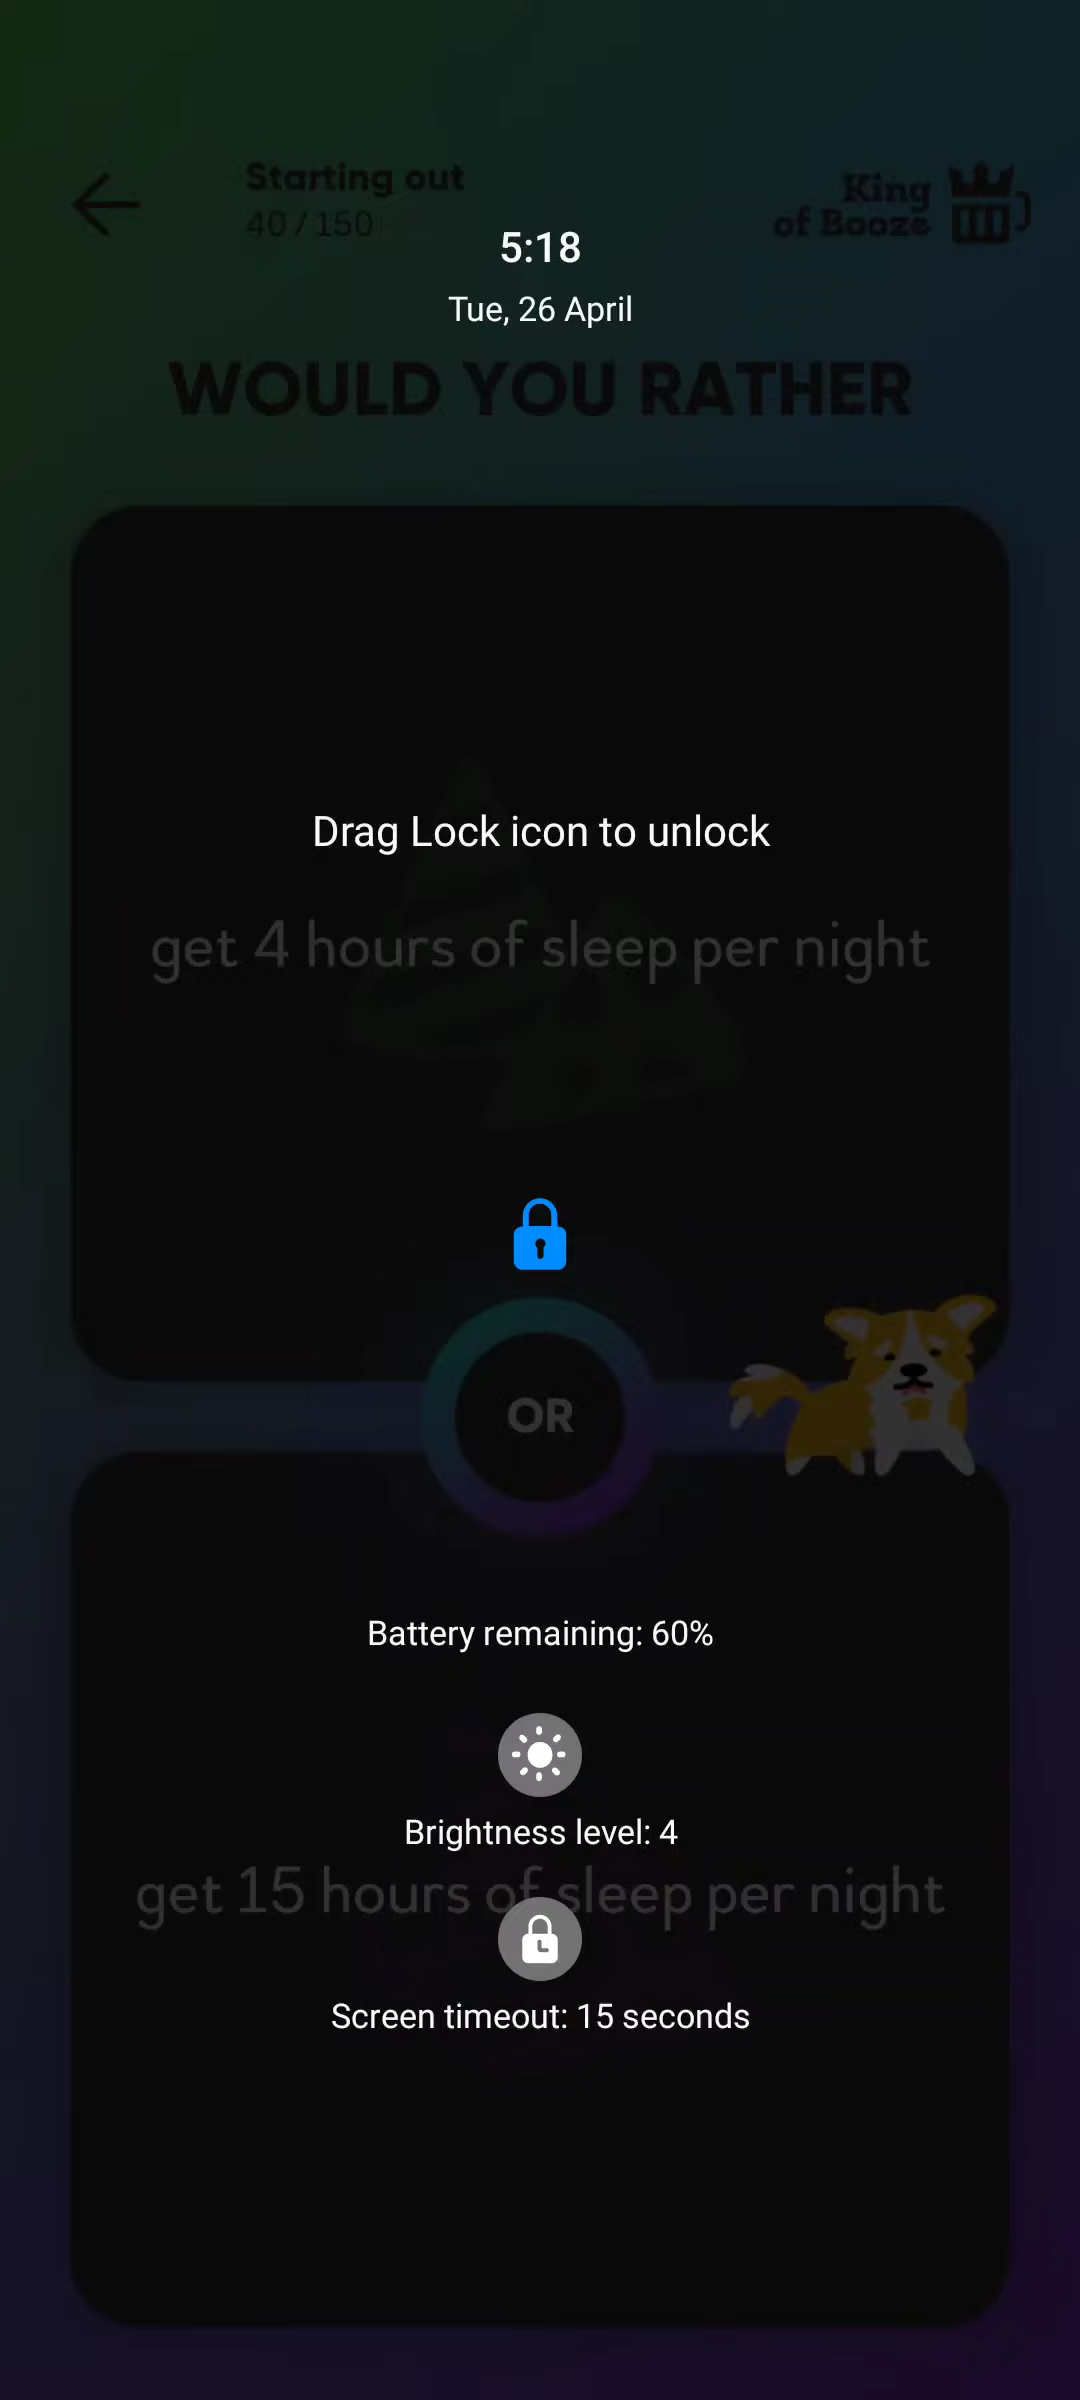 Starting out
40 / 150
King
of Booze
5:18
Tue, 26 April
WOULD YOU RATHER
Drag Lock icon to unlock
get 4 hours of sleep per night
OR
Battery remaining: 60%
Brightness level: 4
get 15 hours of sleep per night
Screen timeout: 15 seconds